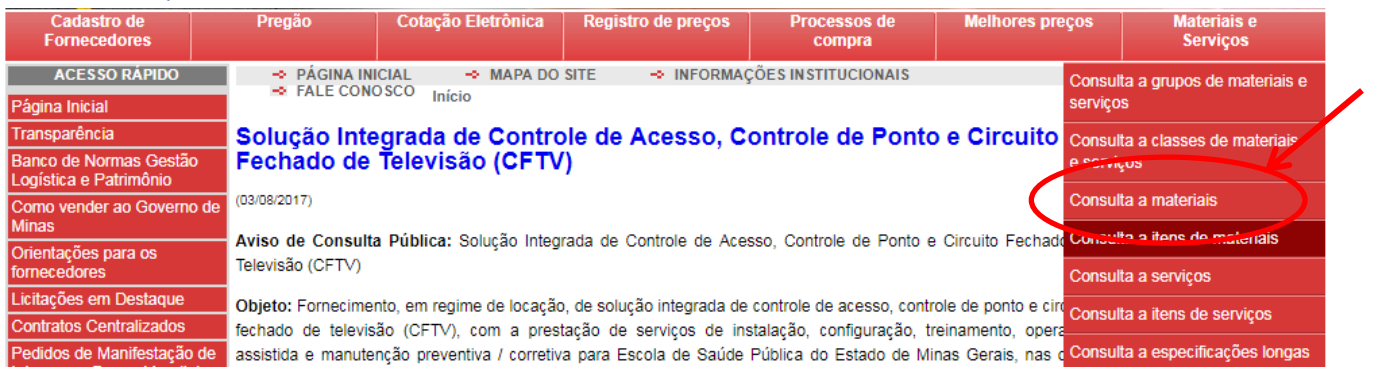 Cadastro de
Fornecedores
Pregão
Cotação Eletrônica
Registro de preços
Processos de
compra
Melhores preços
Materiais e
Serviços
ACESSO RÁPIDO
Página Inicial
Transparência
Banco de Normas Gestão
Logística e Patrimônio
Como vender ao Governo de
Minas
Orientações para os
fornecedores
Licitações em Destaque
Contratos Centralizados
Pedidos de Manifestação de
PÁGINA INICIAL
MAPA DO SITE
INFORMAÇÕES INSTITUCIONAIS
FALE CONOSCO
Início
Solução Integrada de Controle de Acesso, Controle de Ponto e Circuito
Fechado de Televisão (CFTV)
(03/08/2017)
Aviso de Consulta Pública: Solução Integrada de Controle de Acesso, Controle de Ponto e Circuito Fechado
Televisão (CFTV)
Objeto: Fornecimento, em regime de locação, de solução integrada de controle de acesso, controle de ponto e circ
fechado de televisão (CFTV), com a prestação de serviços de instalação, configuração, treinamento, opera
assistida e manutenção preventiva / corretiva para Escola de Saúde Pública do Estado de Minas Gerais, nas
Consulta a grupos de materiais e
serviços
Consulta a classes de materiais
e serviços
Consulta a materiais
Consulta a itens de materiais
Consulta a serviços
Consulta a itens de serviços
Consulta a especificações longas